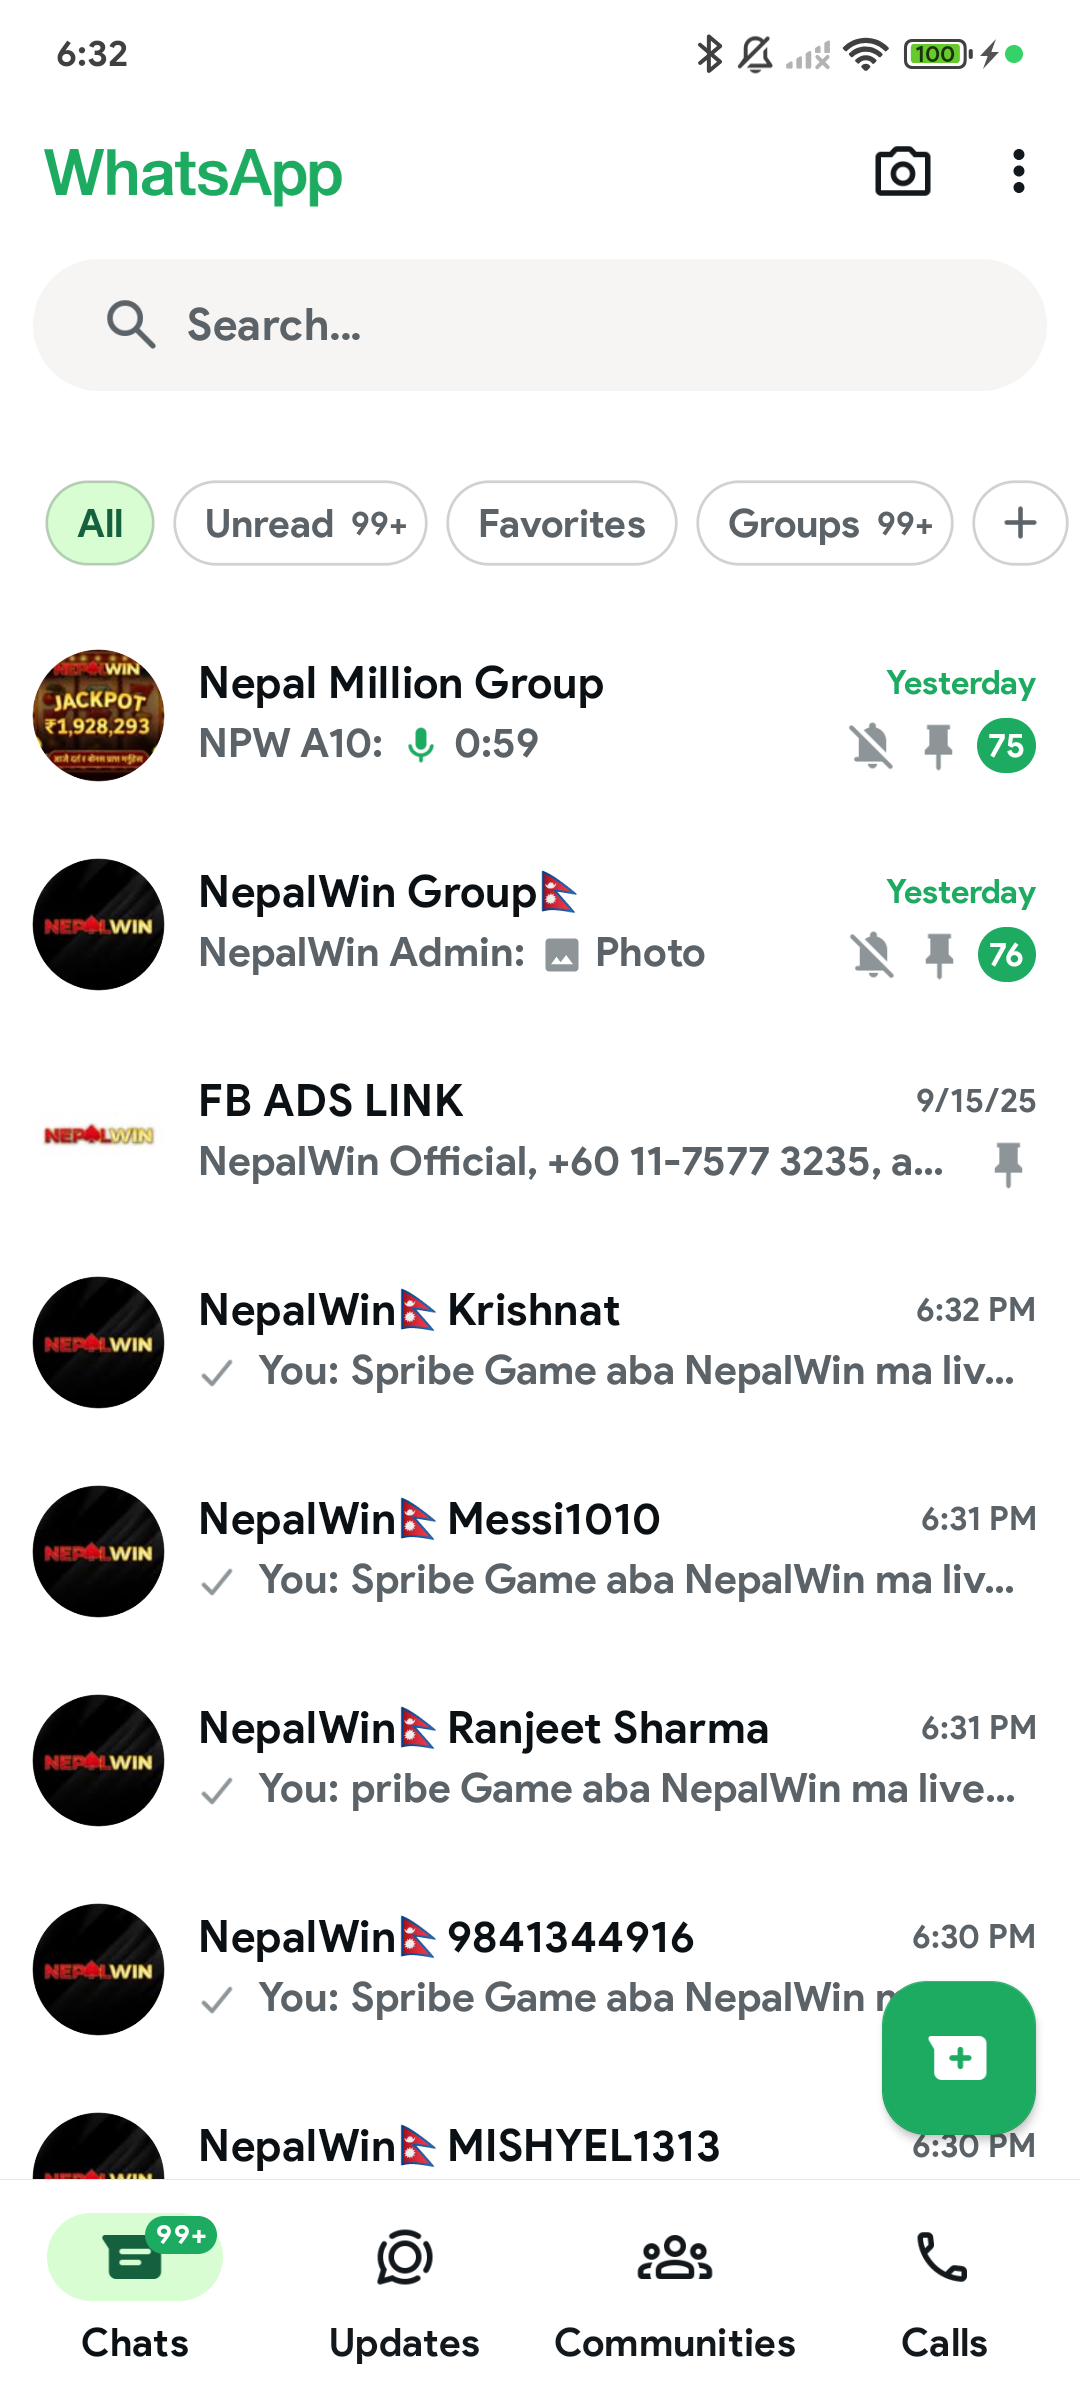 6:32
100
WhatsApp
Search...
All
Unread 99+
Favorites
Groups 99+
+
NEPALWIN
JACKPOT
₹1,928,293
Nepal Million Group
Yesterday
NPW A10: 0:59
75
NEPALWIN
NepalWin Group🇳🇵
Yesterday
NepalWin Admin: Photo
76
NEPALWIN
FB ADS LINK
9/15/25
NepalWin Official, +60 11-7577 3235, a...
NEPALWIN
NepalWin🇳🇵 Krishnat
6:32 PM
You: Spribe Game aba NepalWin ma liv...
NEPALWIN
NepalWin🇳🇵 Messi1010
6:31 PM
You: Spribe Game aba NepalWin ma liv...
NEPALWIN
NepalWin🇳🇵 Ranjeet Sharma
6:31 PM
You: pribe Game aba NepalWin ma live...
NEPALWIN
NepalWin🇳🇵 9841344916
6:30 PM
You: Spribe Game aba NepalWin
NepalWin🇳🇵 MISHYEL1313
6:30 PM
NEPALWIN
99+
Chats
Updates
Communities
Calls